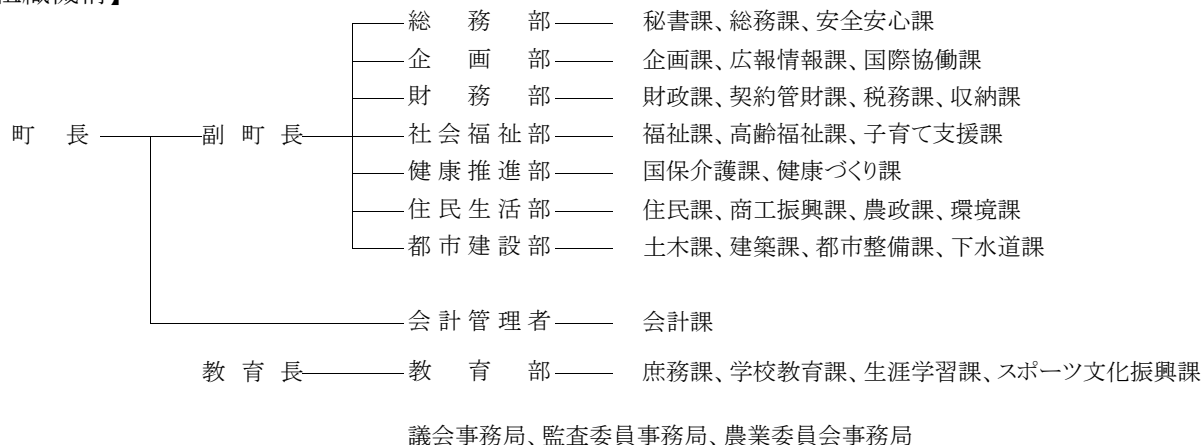 組織機構】
総務部 秘書課、総務課、安全安心課
企画部 企画課、広報情報課、国際協働課
財務部 財政課、契約管財課、税務課、収納課
町長 副町長 社会福祉部 福祉課、高齢福祉課、子育て支援課
健康推進部 国保介護課、健康づくり課
住民生活部 住民課、商工振興課、農政課、環境課
都市建設部 土木課、建築課、都市整備課、下水道課
会計管理者 会計課
教育長 教育部 庶務課、学校教育課、生涯学習課、スポーツ文化振興課
議会事務局、監査委員事務局、農業委員会事務局